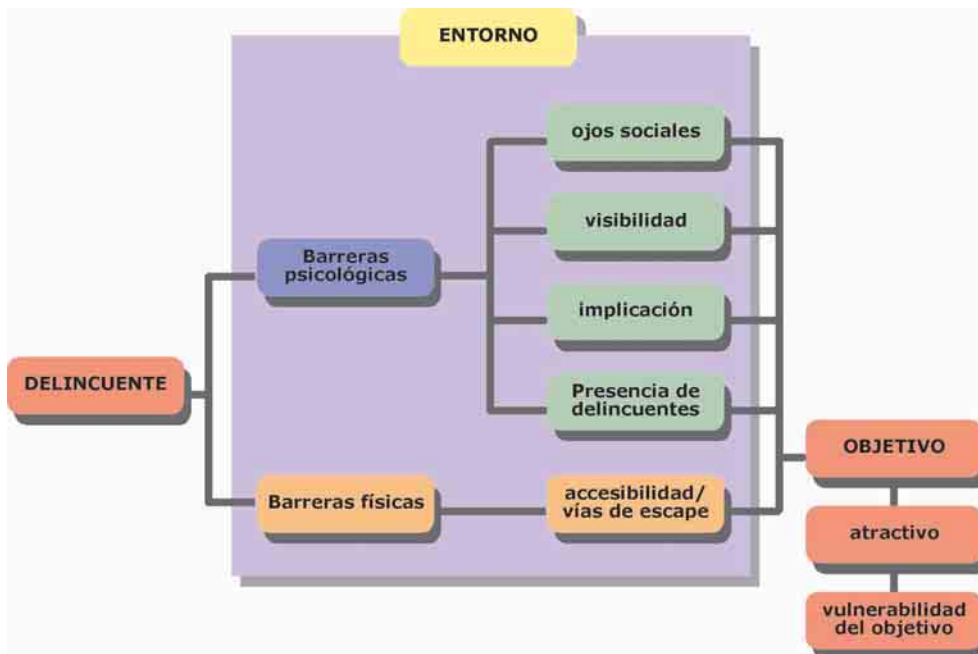 ENTORNO
ojos sociales
visibilidad
Barreras
psicológicas
implicación
DELINCUENTE
Presencia de
delincuentes
OBJETIVO
Barreras físicas
accesibilidad/
vías de escape
atractivo
vulnerabilidad
del objetivo